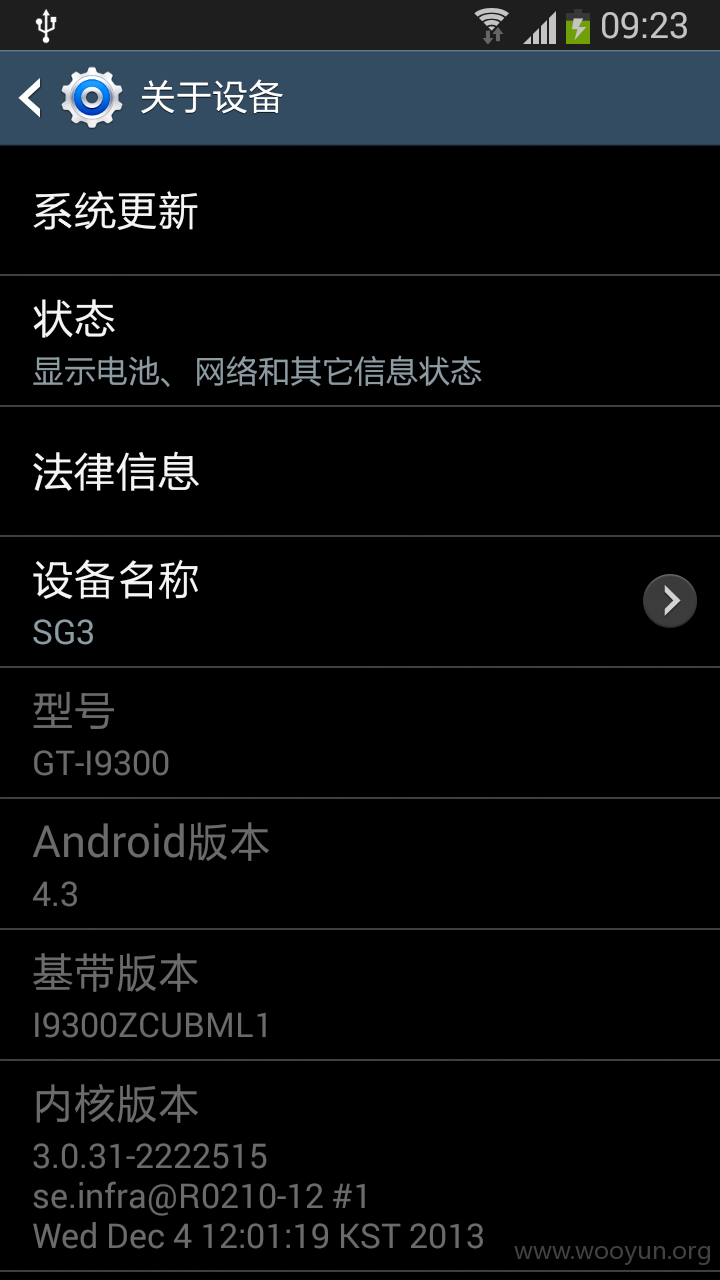 09:23
关于设备
系统更新
状态
显示电池、网络和其它信息状态
法律信息
设备名称
SG3
型号
GT-I9300
Android版本
4.3
基带版本
I9300ZCUBML1
内核版本
3.0.31-2222515
se.infra@R0210-12 #1
Wed Dec 4 12:01:19 KST 2013
www.wooyun.org